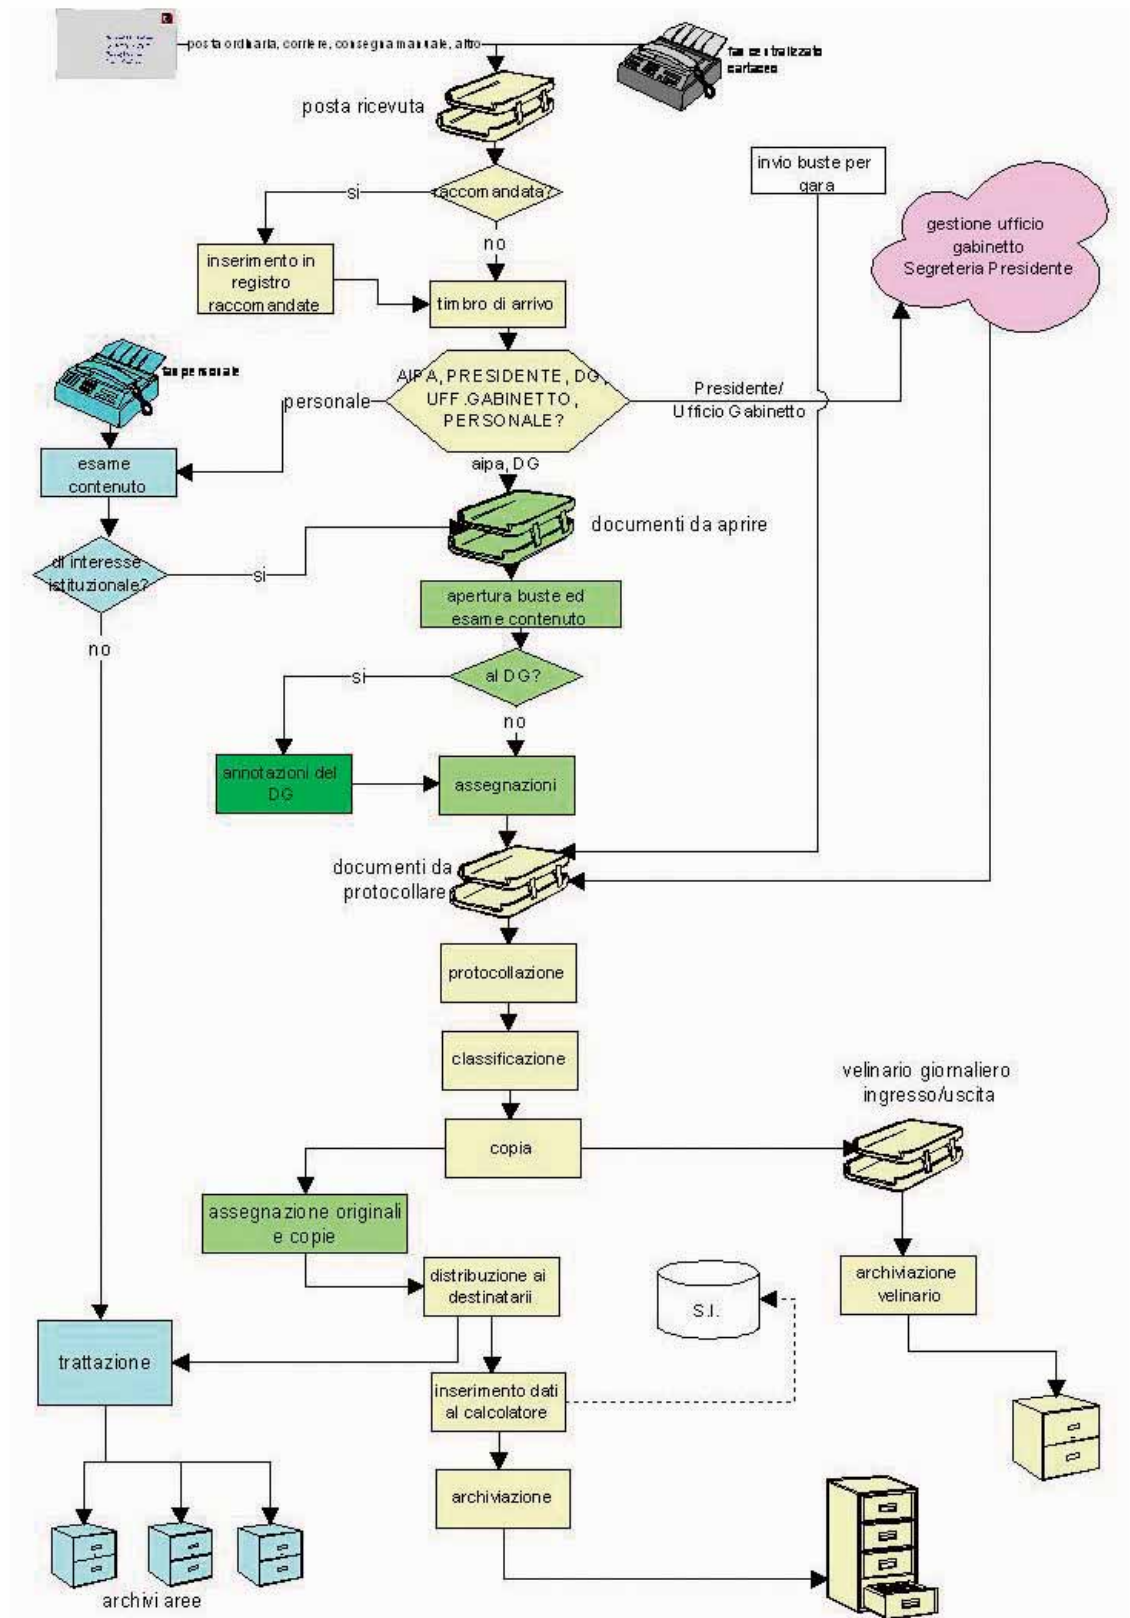 posta ordinaria, corriere, consegna manuale, altro
fax centralizzato
cartaceo
posta ricevuta
invio buste per
gara
raccomandata?
si
no
gestione ufficio
gabinetto
Segreteria Presidente
inserimento in
registro
raccomandate
timbro di arrivo
fax personale
AIPA, PRESIDENTE, DG,
UFF.GABINETTO,
PERSONALE?
personale
Presidente/
Ufficio Gabinetto
esame
contenuto
aipa, DG
documenti da aprire
di interesse
istituzionale?
si
no
apertura buste ed
esame contenuto
al DG?
si
no
annotazioni del
DG
assegnazioni
documenti da
protocollare
protocollazione
classificazione
velinario giornaliero
ingresso/uscita
copia
assegnazione originali
e copie
distribuzione ai
destinatarii
archiviazione
velinario
S.I.
trattazione
inserimento dati
al calcolatore
archiviazione
archivi aree